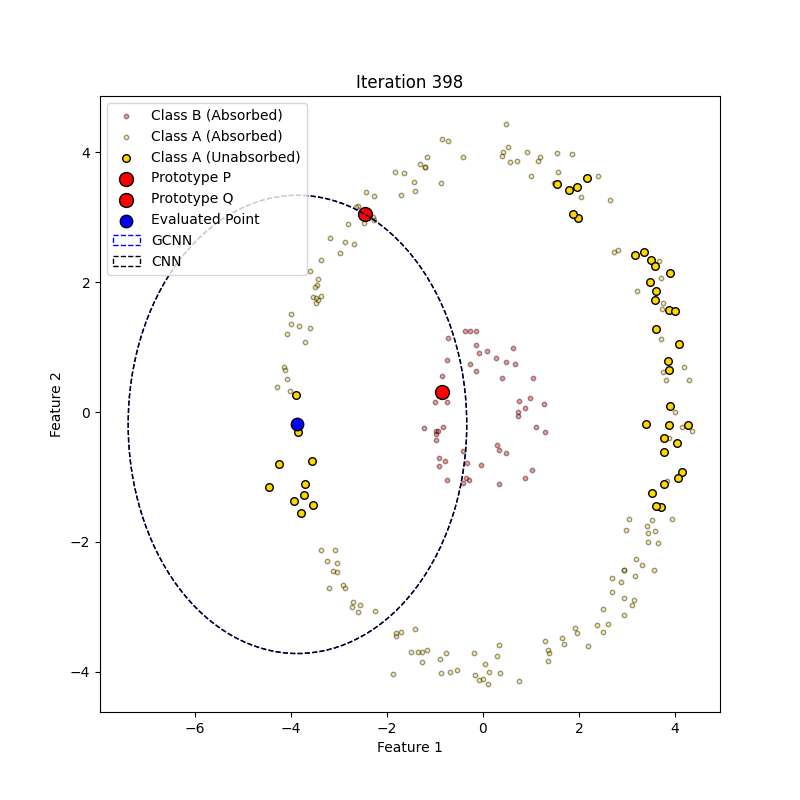 Iteration 398
Class B (Absorbed)
Class A (Absorbed)
Class A (Unabsorbed)
Prototype P
Prototype Q
Evaluated Point
GCNN
CNN
Feature 2
4
2
0
−2
−4
−6
−4
−2
0
2
4
Feature 1